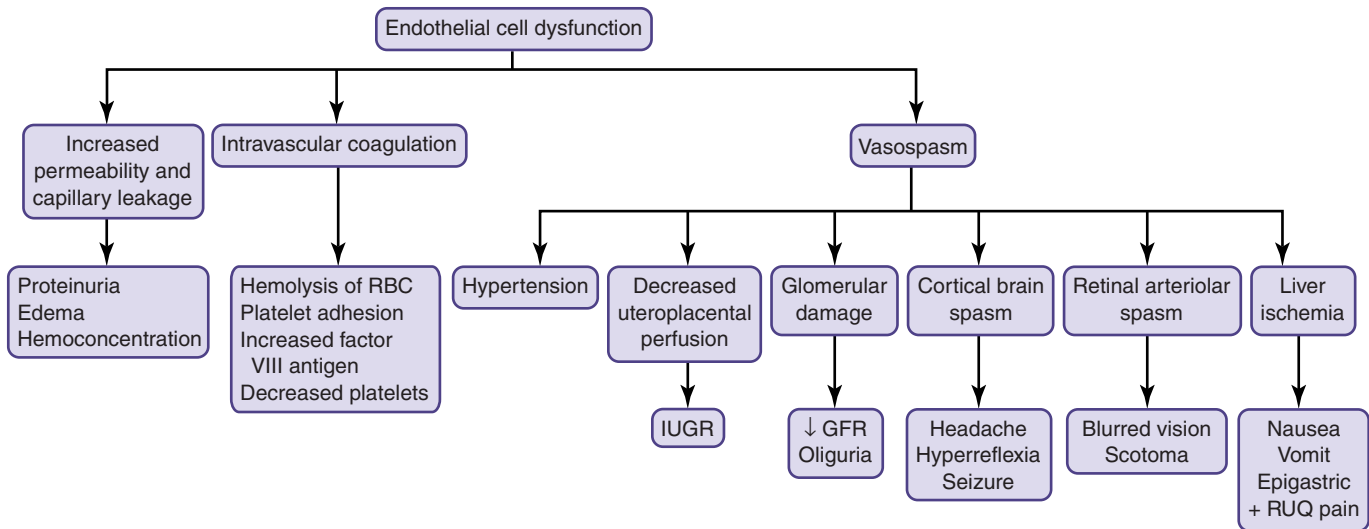 Endothelial cell dysfunction
Increased
permeability and
capillary leakage
Intravascular coagulation
Vasospasm
Proteinuria
Edema
Hemoconcentration
Hemolysis of RBC
Platelet adhesion
Increased factor
VIII antigen
Decreased platelets
Hypertension
Decreased
uteroplacental
perfusion
Glomerular
damage
Cortical brain
spasm
Retinal arteriolar
spasm
Liver
ischemia
IUGR
↓ GFR
Oliguria
Headache
Hyperreflexia
Seizure
Blurred vision
Scotoma
Nausea
Vomit
Epigastric
+ RUQ pain